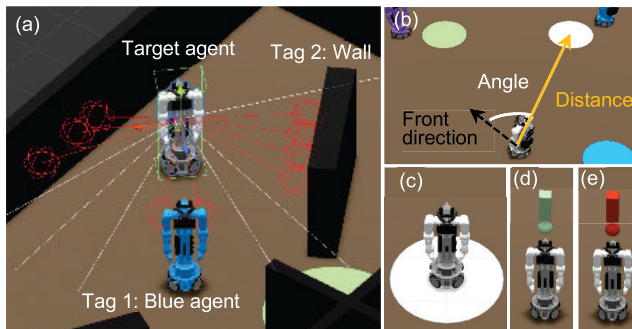 (a)
Target agent
Tag 2: Wall
Tag 1: Blue agent
(b)
Angle
Distance
Front
direction
(c)
(d)
(e)